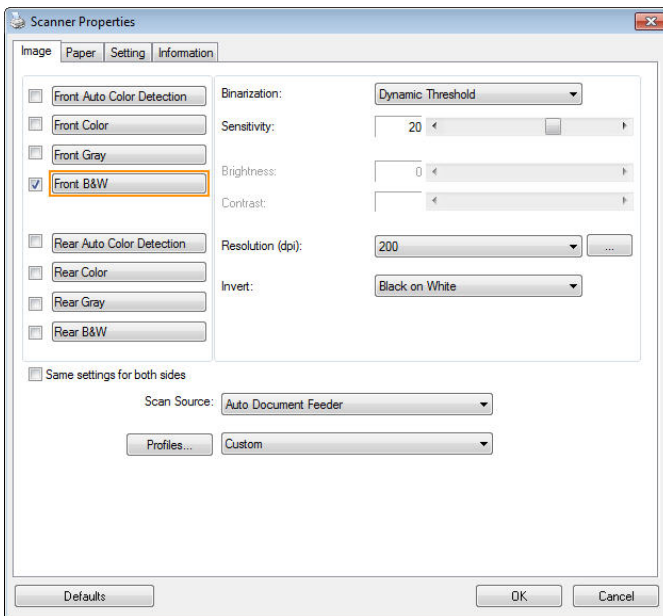 Scanner Properties
Image Paper Setting Information
Front Auto Color Detection
Front Color
Front Gray
Front B&W
Rear Auto Color Detection
Rear Color
Rear Gray
Rear B&W
Binarization: Dynamic Threshold
Sensitivity: 20
Brightness: 0
Contrast:
Resolution (dpi): 200 ...
Invert: Black on White
Same settings for both sides
Scan Source: Auto Document Feeder
Profiles... Custom
Defaults OK Cancel